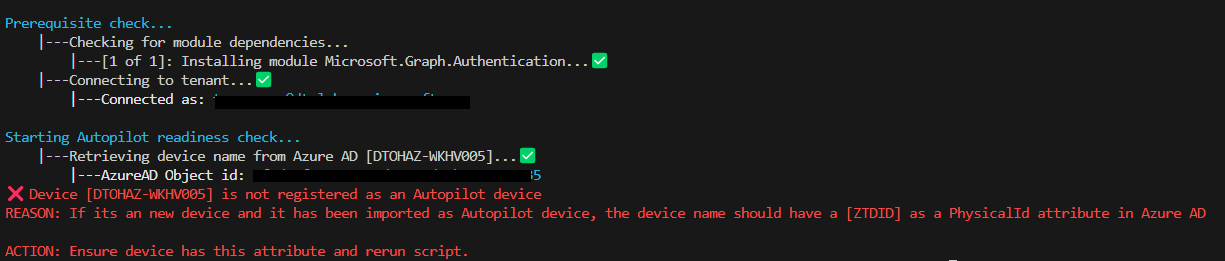 Prerequisite check...
|---Checking for module dependencies...
|---[1 of 1]: Installing module Microsoft.Graph.Authentication...✅
|---Connecting to tenant...✅
|---Connected as:
Starting Autopilot readiness check...
|---Retrieving device name from Azure AD [DTOHAZ-WKHV005]...✅
|---AzureAD Object id: 35
❌ Device [DTOHAZ-WKHV005] is not registered as an Autopilot device
REASON: If its an new device and it has been imported as Autopilot device, the device name should have a [ZTDID] as a PhysicalId attribute in Azure AD
ACTION: Ensure device has this attribute and rerun script.